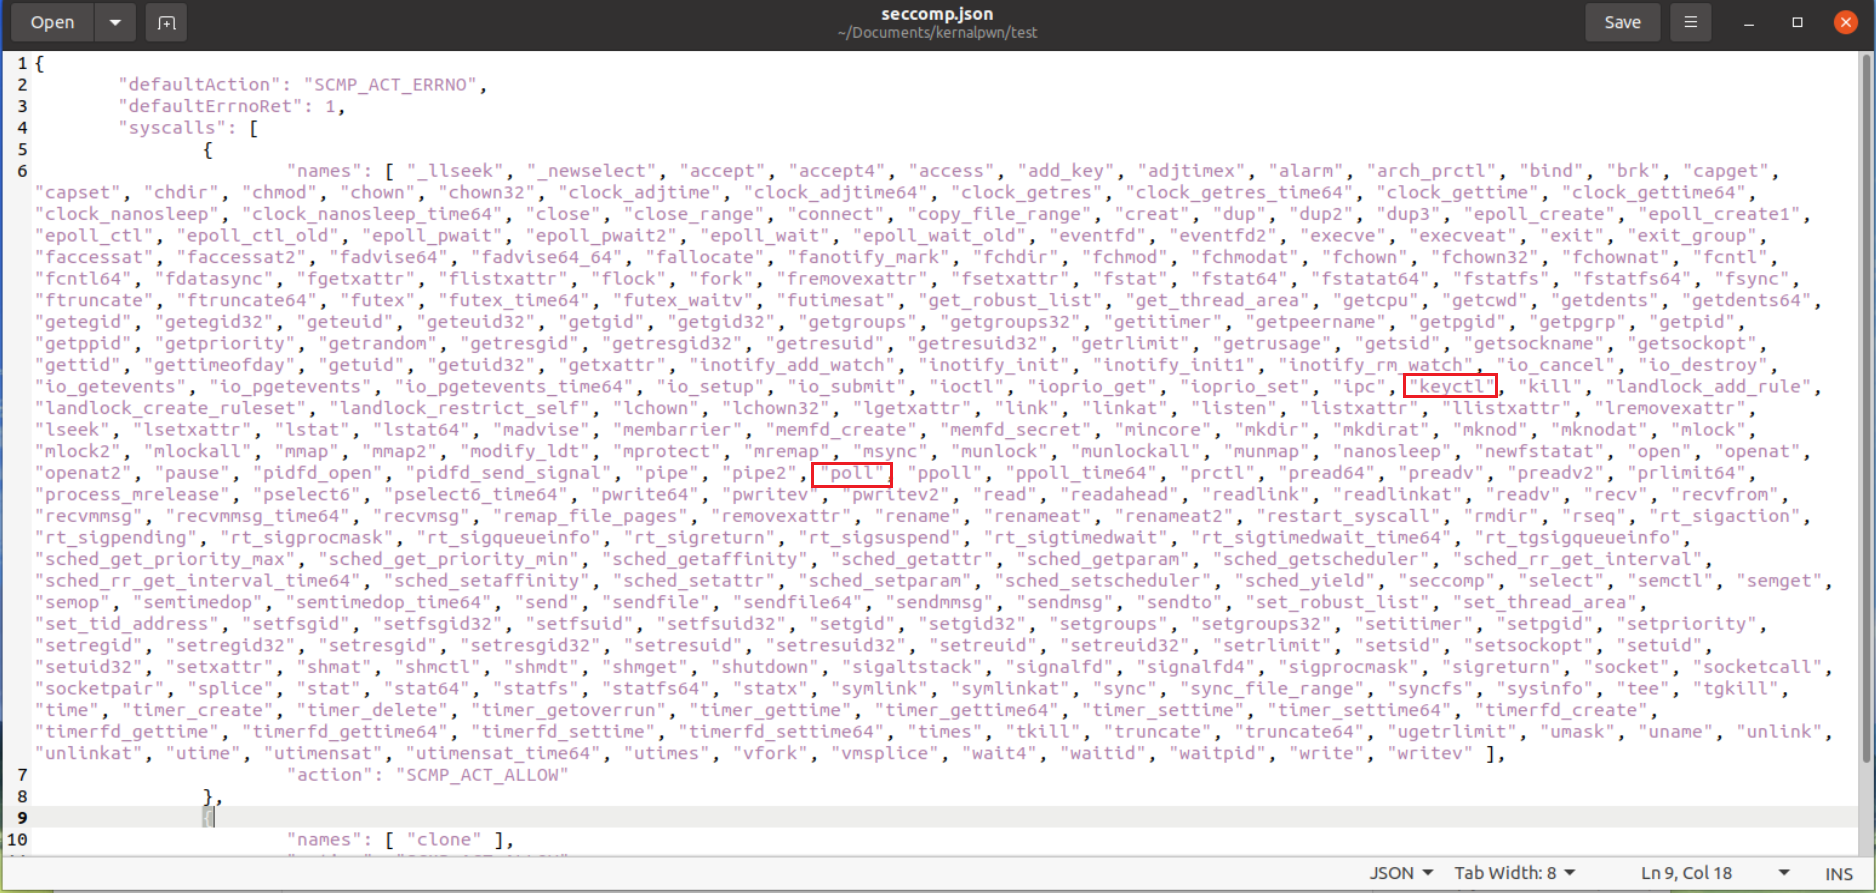 Open
seccomp.json
~/Documents/kernalpwn/test
Save
1 {
2 "defaultAction": "SCMP_ACT_ERRNO",
3 "defaultErrnoRet": 1,
4 "syscalls": [
5 {
6 "names": [ "_llseek", "_newselect", "accept", "accept4", "access", "add_key", "adjtimex", "alarm", "arch_prctl", "bind", "brk", "capget",
"capset", "chdir", "chmod", "chown", "chown32", "clock_adjtime", "clock_adjtime64", "clock_getres", "clock_getres_time64", "clock_gettime", "clock_gettime64",
"clock_nanosleep", "clock_nanosleep_time64", "close", "close_range", "connect", "copy_file_range", "creat", "dup", "dup2", "dup3", "epoll_create", "epoll_create1",
"epoll_ctl", "epoll_ctl_old", "epoll_pwait", "epoll_pwait2", "epoll_wait", "epoll_wait_old", "eventfd", "eventfd2", "execve", "execveat", "exit", "exit_group",
"faccessat", "faccessat2", "fadvise64", "fadvise64_64", "fallocate", "fanotify_mark", "fchdir", "fchmod", "fchmodat", "fchown", "fchown32", "fchownat", "fcntl",
"fcntl64", "fdatasync", "fgetxattr", "flistxattr", "flock", "fork", "fremovexattr", "fsetxattr", "fstat", "fstat64", "fstatat64", "fstatfs", "fstatfs64", "fsync",
"ftruncate", "ftruncate64", "futex", "futex_time64", "futex_waitv", "futimesat", "get_robust_list", "get_thread_area", "getcpu", "getcwd", "getdents", "getdents64",
"getegid", "getegid32", "geteuid", "geteuid32", "getgid", "getgid32", "getgroups", "getgroups32", "getitimer", "getpeername", "getpgid", "getpgrp", "getpid",
"getppid", "getpriority", "getrandom", "getresgid", "getresgid32", "getresuid", "getresuid32", "getrlimit", "getrusage", "getsid", "getsockname", "getsockopt",
"gettid", "gettimeofday", "getuid", "getuid32", "getxattr", "inotify_add_watch", "inotify_init", "inotify_init1", "inotify_rm_watch", "io_cancel", "io_destroy",
"io_getevents", "io_pgetevents", "io_pgetevents_time64", "io_setup", "io_submit", "ioctl", "ioprio_get", "ioprio_set", "ipc", "keyctl", "kill", "landlock_add_rule",
"landlock_create_ruleset", "landlock_restrict_self", "lchown", "lchown32", "lgetxattr", "link", "linkat", "listen", "listxattr", "llistxattr", "lremovexattr",
"lseek", "lsetxattr", "lstat", "lstat64", "madvise", "membarrier", "memfd_create", "memfd_secret", "mincore", "mkdir", "mkdirat", "mknod", "mknodat", "mlock",
"mlock2", "mlockall", "mmap", "mmap2", "modify_ldt", "mprotect", "mremap", "msync", "munlock", "munlockall", "munmap", "nanosleep", "newfstatat", "open", "openat",
"openat2", "pause", "pidfd_open", "pidfd_send_signal", "pipe", "pipe2", "poll", "ppoll", "ppoll_time64", "prctl", "pread64", "preadv", "preadv2", "prlimit64",
"process_mrelease", "pselect6", "pselect6_time64", "pwrite64", "pwritev", "pwritev2", "read", "readahead", "readlink", "readlinkat", "readv", "recv", "recvfrom",
"recvmmsg", "recvmmsg_time64", "recvmsg", "remap_file_pages", "removexattr", "rename", "renameat", "renameat2", "restart_syscall", "rmdir", "rseq", "rt_sigaction",
"rt_sigpending", "rt_sigprocmask", "rt_sigqueueinfo", "rt_sigreturn", "rt_sigsuspend", "rt_sigtimedwait", "rt_sigtimedwait_time64", "rt_tgsigqueueinfo",
"sched_get_priority_max", "sched_get_priority_min", "sched_getaffinity", "sched_getattr", "sched_getparam", "sched_getscheduler", "sched_rr_get_interval",
"sched_rr_get_interval_time64", "sched_setaffinity", "sched_setattr", "sched_setparam", "sched_setscheduler", "sched_yield", "seccomp", "select", "semctl", "semget",
"semop", "semtimedop", "semtimedop_time64", "send", "sendfile", "sendfile64", "sendmmsg", "sendmsg", "sendto", "set_robust_list", "set_thread_area",
"set_tid_address", "setfsgid", "setfsgid32", "setfsuid", "setfsuid32", "setgid", "setgid32", "setgroups", "setgroups32", "setitimer", "setpgid", "setpriority",
"setregid", "setregid32", "setresgid", "setresgid32", "setresuid", "setresuid32", "setreuid", "setreuid32", "setrlimit", "setsid", "setsockopt", "setuid",
"setuid32", "setxattr", "shmat", "shmctl", "shmdt", "shmget", "shutdown", "sigaltstack", "signalfd", "signalfd4", "sigprocmask", "sigreturn", "socket", "socketcall",
"socketpair", "splice", "stat", "stat64", "statfs", "statfs64", "statx", "symlink", "symlinkat", "sync", "sync_file_range", "syncfs", "sysinfo", "tee", "tgkill",
"time", "timer_create", "timer_delete", "timer_getoverrun", "timer_gettime", "timer_gettime64", "timer_settime", "timer_settime64", "timerfd_create",
"timerfd_gettime", "timerfd_gettime64", "timerfd_settime", "timerfd_settime64", "times", "tkill", "truncate", "truncate64", "ugetrlimit", "umask", "uname", "unlink",
"unlinkat", "utime", "utimensat", "utimensat_time64", "utimes", "vfork", "vmsplice", "wait4", "waitid", "waitpid", "write", "writev" ],
7 "action": "SCMP_ACT_ALLOW"
8 },
9 {
10 "names": [ "clone" ],
JSON Tab Width: 8 Ln 9, Col 18 INS